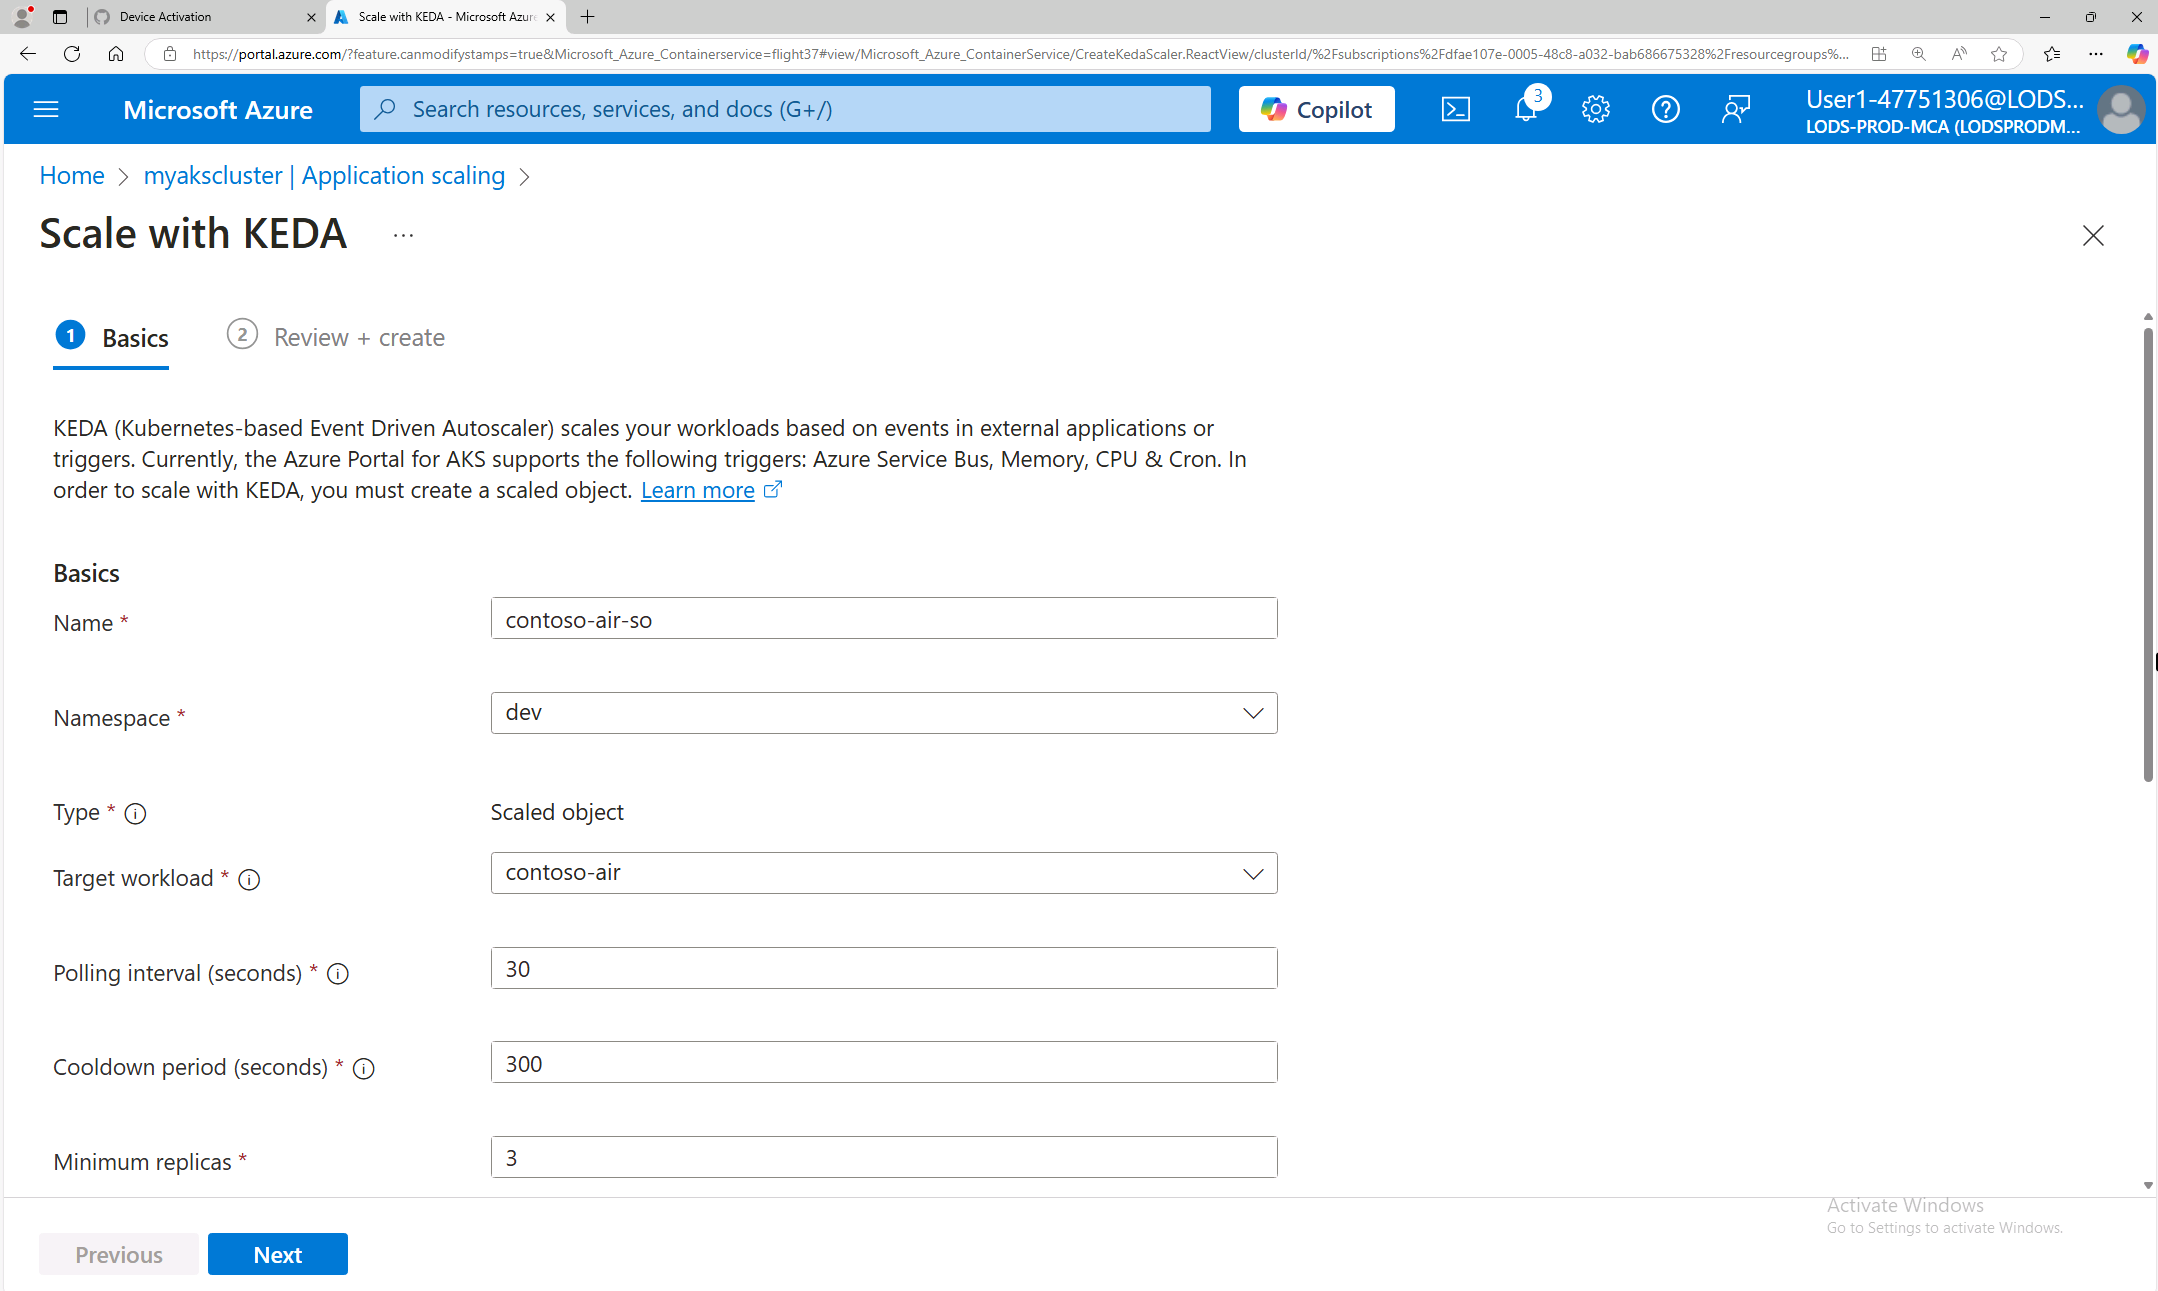 Device Activation
Scale with KEDA - Microsoft Azure
https://portal.azure.com/?feature.canmodifystamps=true&Microsoft_Azure_Containerservice=flight37#view/Microsoft_Azure_ContainerService/CreateKedaScaler.ReactView/clusterId/%2Fsubscriptions%2Fdfae107e-0005-48c8-a032-bab686675328%2Fresourcegroups%...
Microsoft Azure
Search resources, services, and docs (G+/)
Copilot
3
User1-47751306@LODS...
LODS-PROD-MCA (LODSPRODM...
Home > myakscluster | Application scaling >
Scale with KEDA ...
1 Basics
2 Review + create
KEDA (Kubernetes-based Event Driven Autoscaler) scales your workloads based on events in external applications or
triggers. Currently, the Azure Portal for AKS supports the following triggers: Azure Service Bus, Memory, CPU & Cron. In
order to scale with KEDA, you must create a scaled object. Learn more
Basics
Name * contoso-air-so
Namespace * dev
Type * Scaled object
Target workload * contoso-air
Polling interval (seconds) * 30
Cooldown period (seconds) * 300
Minimum replicas * 3
Activate Windows
Go to Settings to activate Windows.
Previous
Next